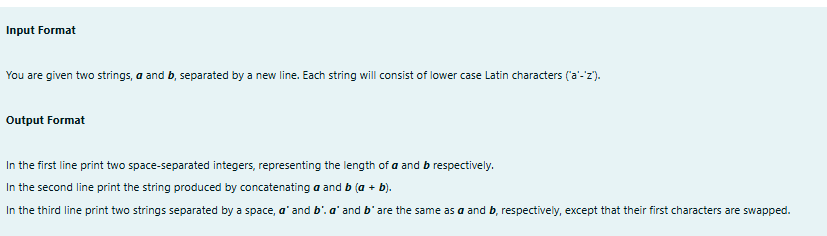 Input Format
You are given two strings, a and b, separated by a new line. Each string will consist of lower case Latin characters ('a'-'z').
Output Format
In the first line print two space-separated integers, representing the length of a and b respectively.
In the second line print the string produced by concatenating a and b (a + b).
In the third line print two strings separated by a space, a' and b'. a' and b' are the same as a and b, respectively, except that their first characters are swapped.